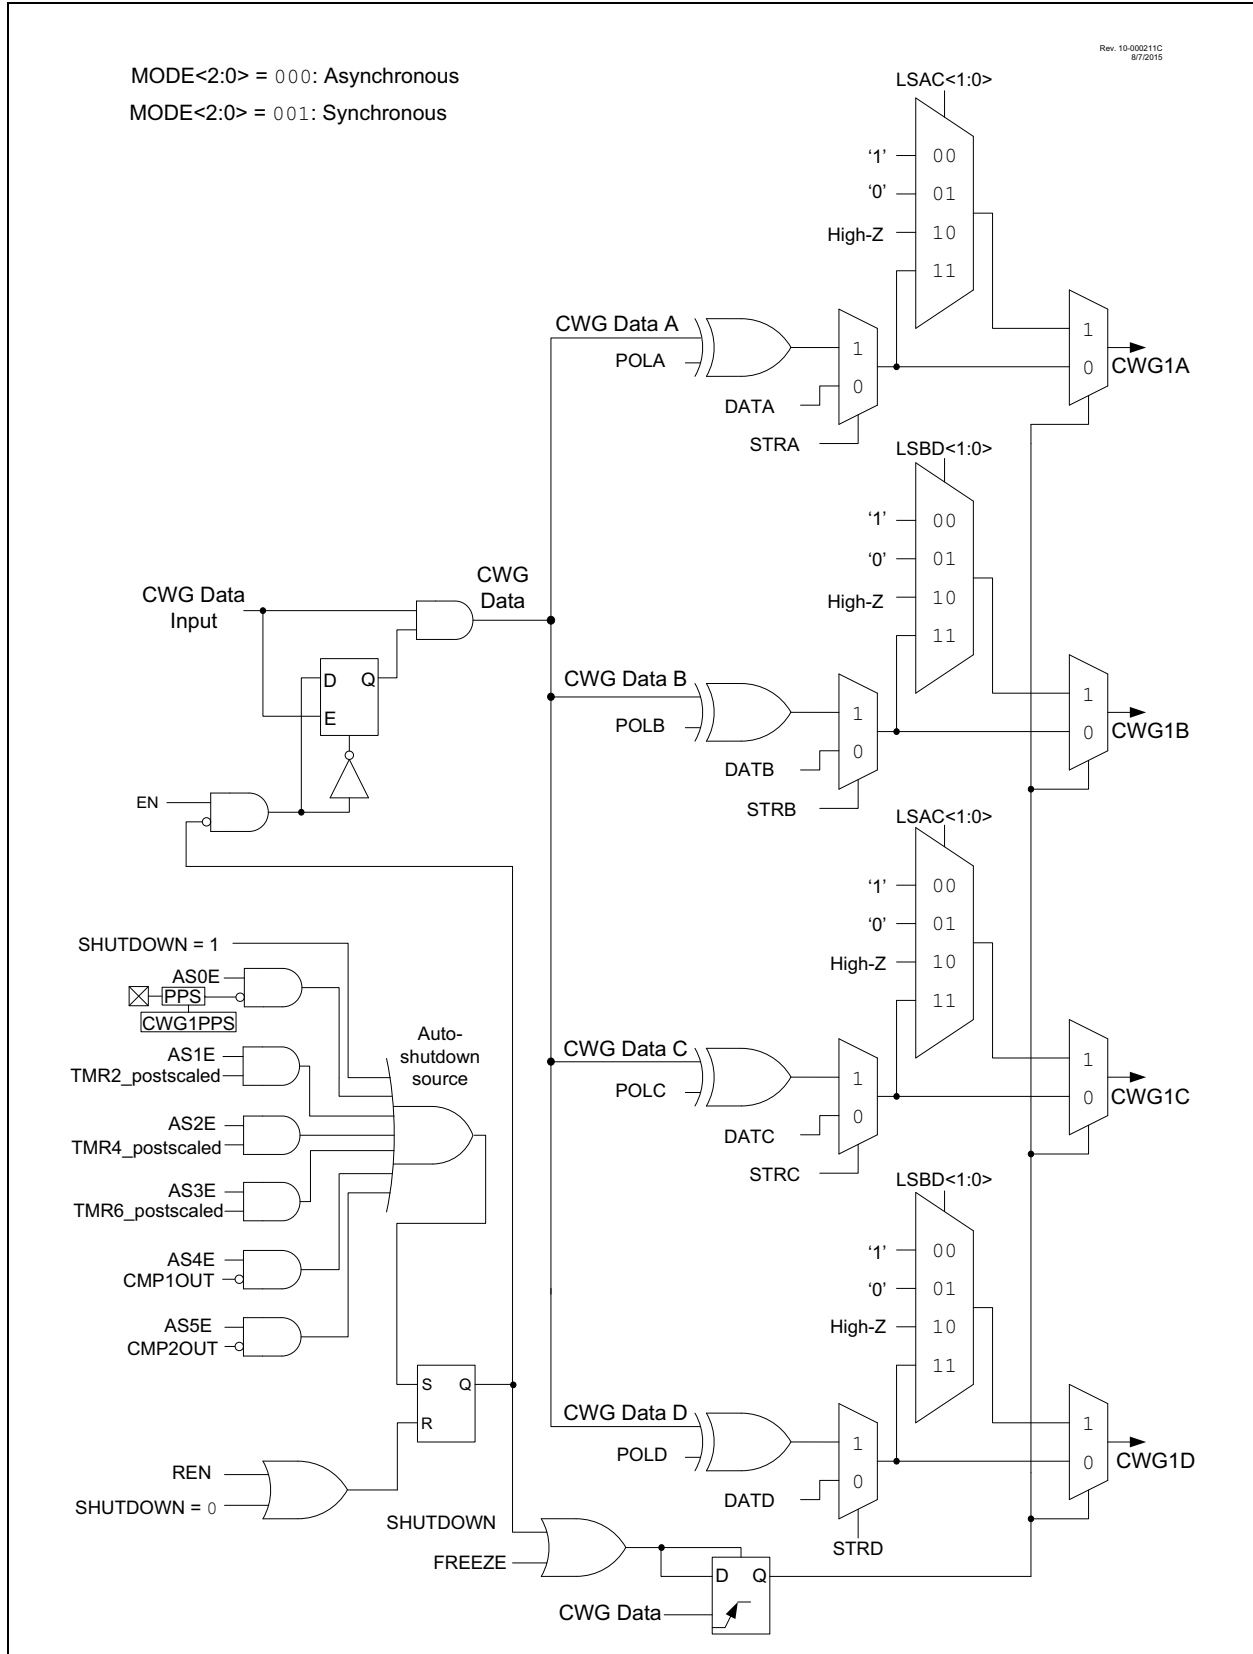 Rev. 10-000211C
8/7/2015
MODE<2:0> = 000: Asynchronous
MODE<2:0> = 001: Synchronous
LSAC<1:0>
‘1’ 00
‘0’ 01
High-Z 10
11
CWG Data A
POLA
1
0
DATA
STRA
1
0
CWG1A
LSBD<1:0>
‘1’ 00
‘0’ 01
High-Z 10
11
CWG Data
Input
CWG
Data
D Q
E
EN
CWG Data B
POLB
1
0
DATB
STRB
1
0
CWG1B
LSAC<1:0>
‘1’ 00
‘0’ 01
High-Z 10
11
CWG Data C
POLC
1
0
DATC
STRC
1
0
CWG1C
SHUTDOWN = 1
AS0E
PPS
CWG1PPS
Auto-
shutdown
source
AS1E
TMR2_postscaled
AS2E
TMR4_postscaled
AS3E
TMR6_postscaled
AS4E
CMP1OUT
AS5E
CMP2OUT
S Q
R
REN
SHUTDOWN = 0
LSBD<1:0>
‘1’ 00
‘0’ 01
High-Z 10
11
CWG Data D
POLD
1
0
DATD
STRD
1
0
CWG1D
SHUTDOWN
FREEZE
D Q
CWG Data